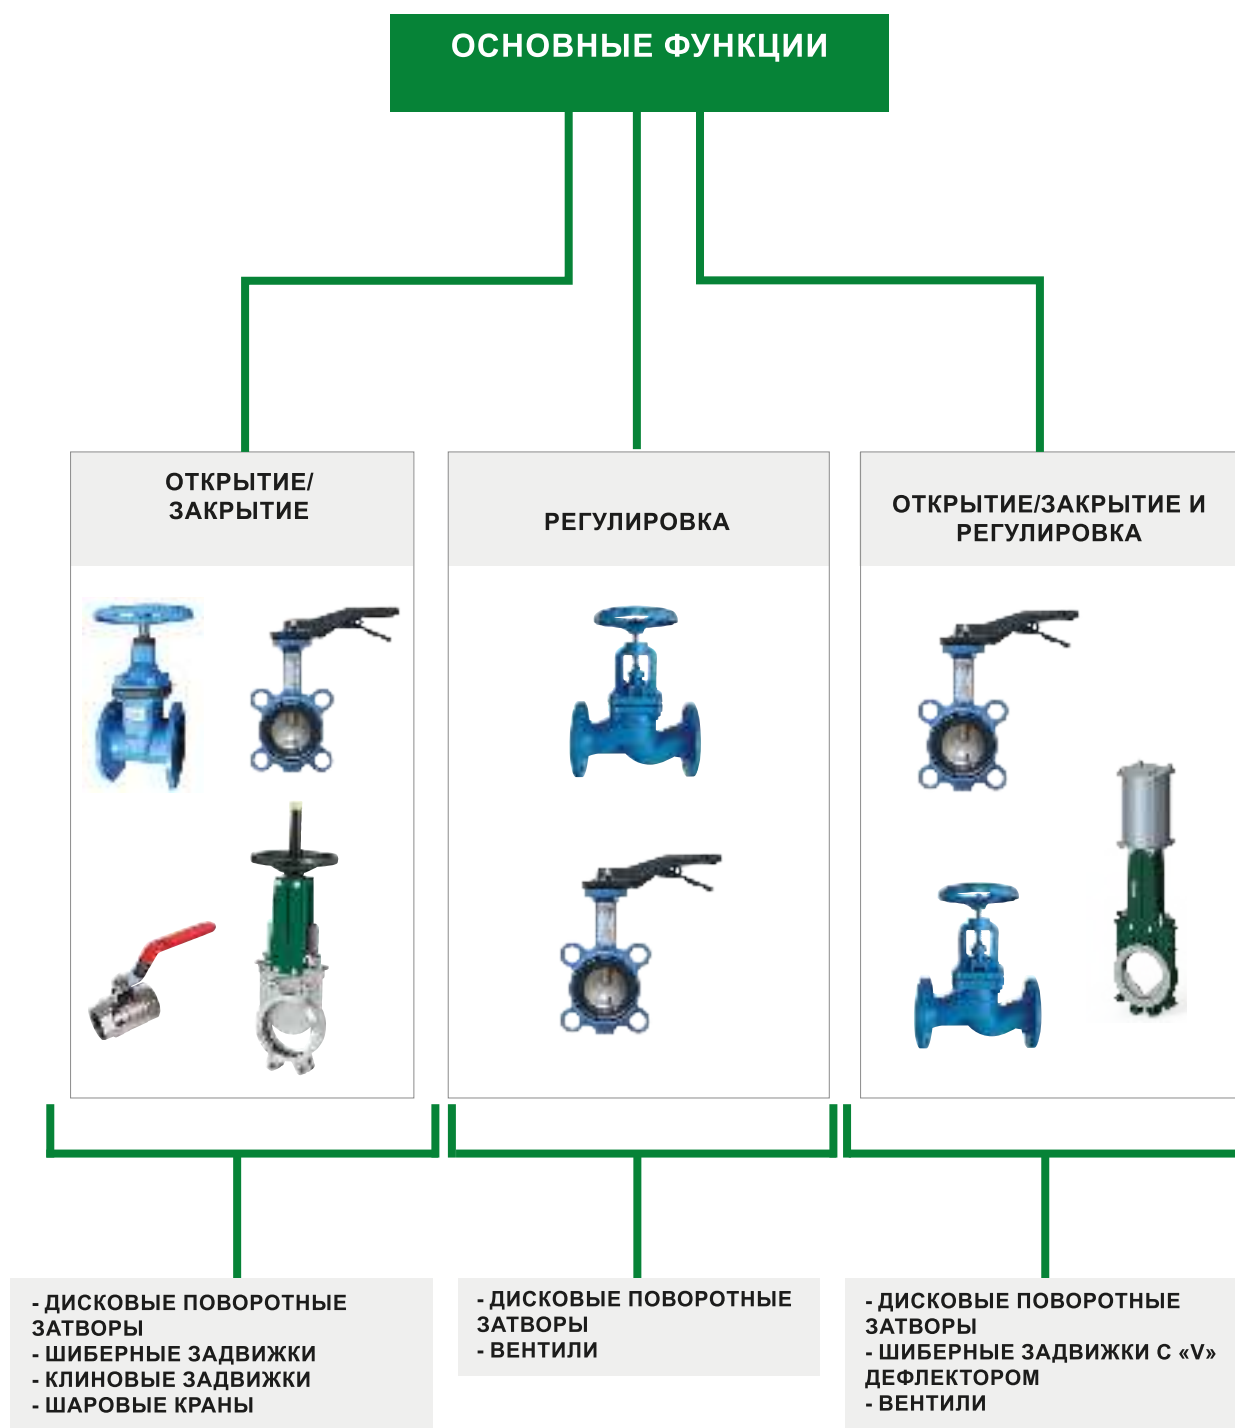 ОСНОВНЫЕ ФУНКЦИИ
ОТКРЫТИЕ/
ЗАКРЫТИЕ
РЕГУЛИРОВКА
ОТКРЫТИЕ/ЗАКРЫТИЕ И
РЕГУЛИРОВКА
- ДИСКОВЫЕ ПОВОРОТНЫЕ
ЗАТВОРЫ
- ШИБЕРНЫЕ ЗАДВИЖКИ
- КЛИНОВЫЕ ЗАДВИЖКИ
- ШАРОВЫЕ КРАНЫ
- ДИСКОВЫЕ ПОВОРОТНЫЕ
ЗАТВОРЫ
- ВЕНТИЛИ
- ДИСКОВЫЕ ПОВОРОТНЫЕ
ЗАТВОРЫ
- ШИБЕРНЫЕ ЗАДВИЖКИ С «V»
ДЕФЛЕКТОРОМ
- ВЕНТИЛИ